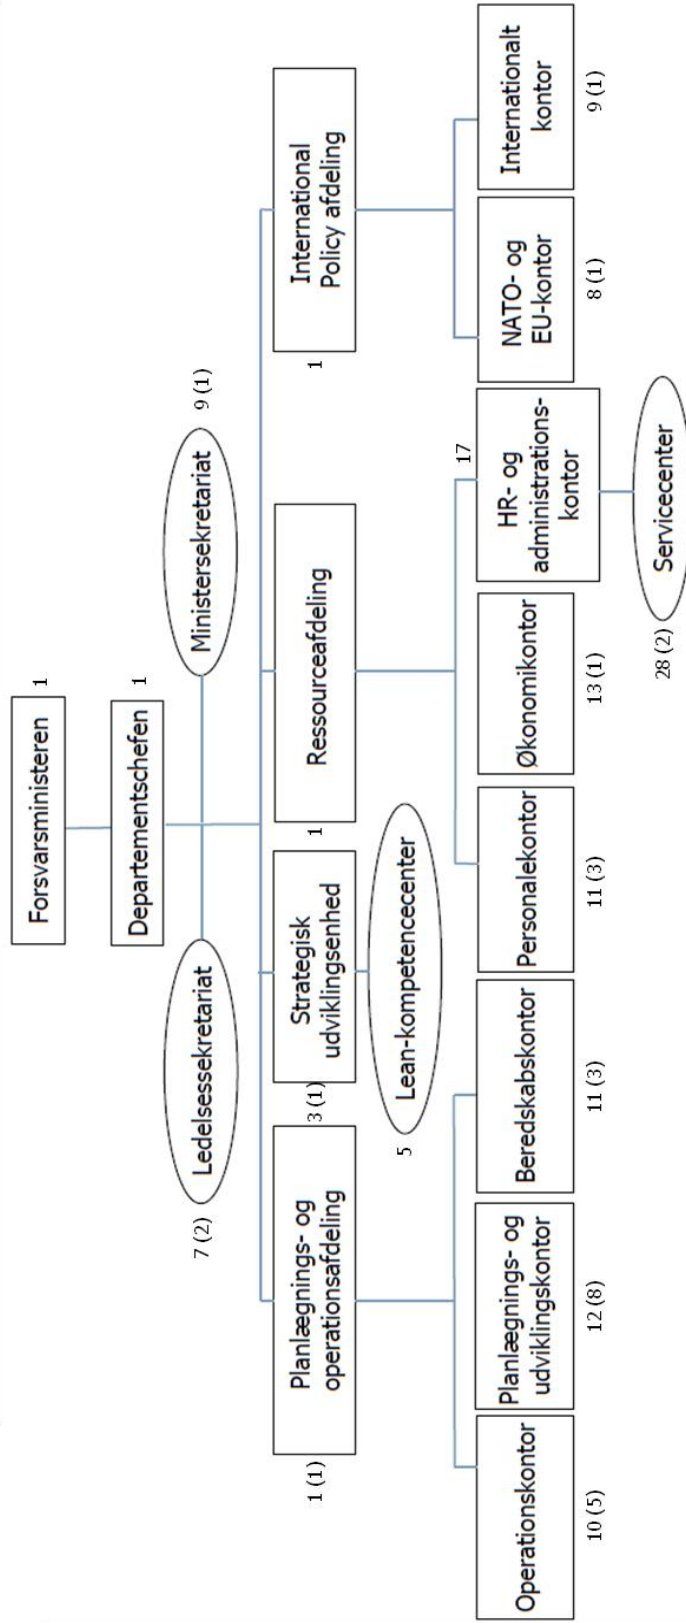 Forsvarsministeren
1
Departementschefen
1
Ledelsessekretariat
7 (2)
Ministersekretariat
9 (1)
Planlægnings- og
operationsafdeling
1 (1)
Strategisk
udviklingsenhed
3 (1)
Ressourceafdeling
1
International
Policy afdeling
1
Lean-kompetencecenter
5
Operationskontor
10 (5)
Planlægnings- og
udviklingskontor
12 (8)
Beredskabskontor
11 (3)
Personalekontor
11 (3)
Økonomikontor
13 (1)
HR- og
administrations-
kontor
17
NATO- og
EU-kontor
8 (1)
Internationalt
kontor
9 (1)
Servicecenter
28 (2)